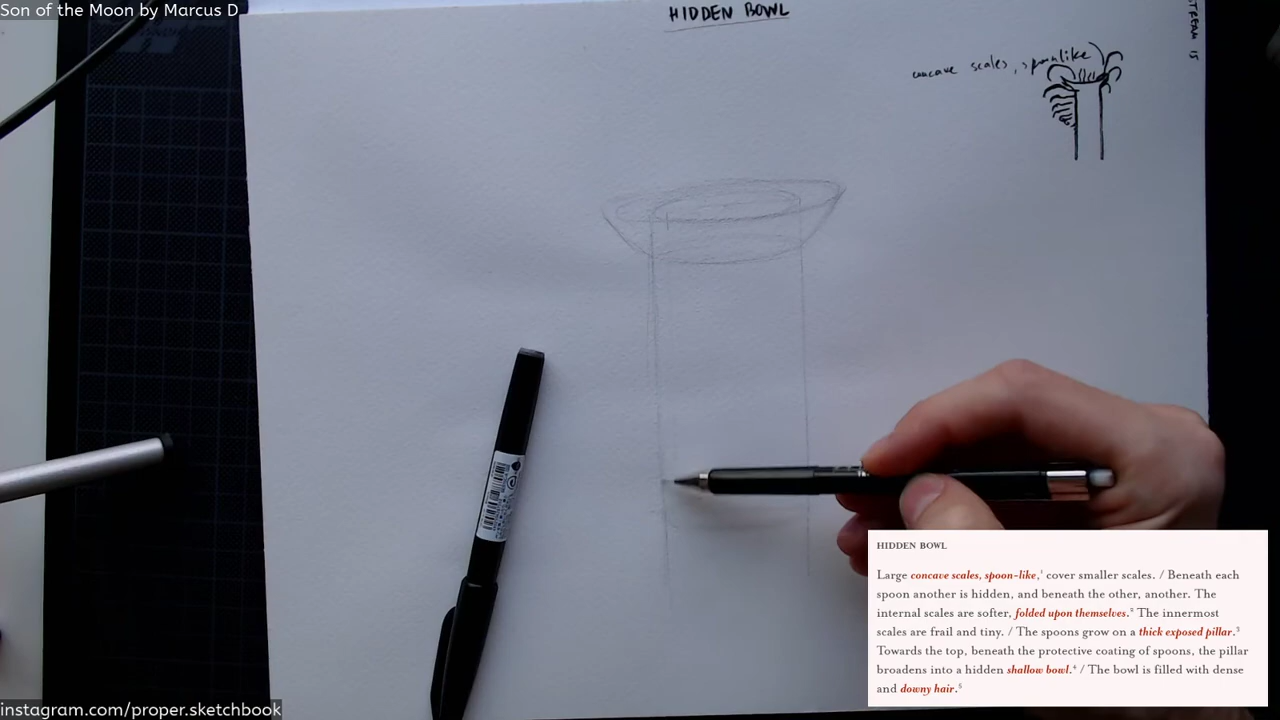 Son of the Moon by Marcus D
HIDDEN BOWL
STREAM 15
concave scales, spoonlike
HIDDEN BOWL
Large concave scales, spoon-like,¹ cover smaller scales. / Beneath each
spoon another is hidden, and beneath the other, another. The
internal scales are softer, folded upon themselves.² The innermost
scales are frail and tiny. / The spoons grow on a thick exposed pillar.³
Towards the top, beneath the protective coating of spoons, the pillar
broadens into a hidden shallow bowl.⁴ / The bowl is filled with dense
and downy hair.⁵
instagram.com/proper.sketchbook